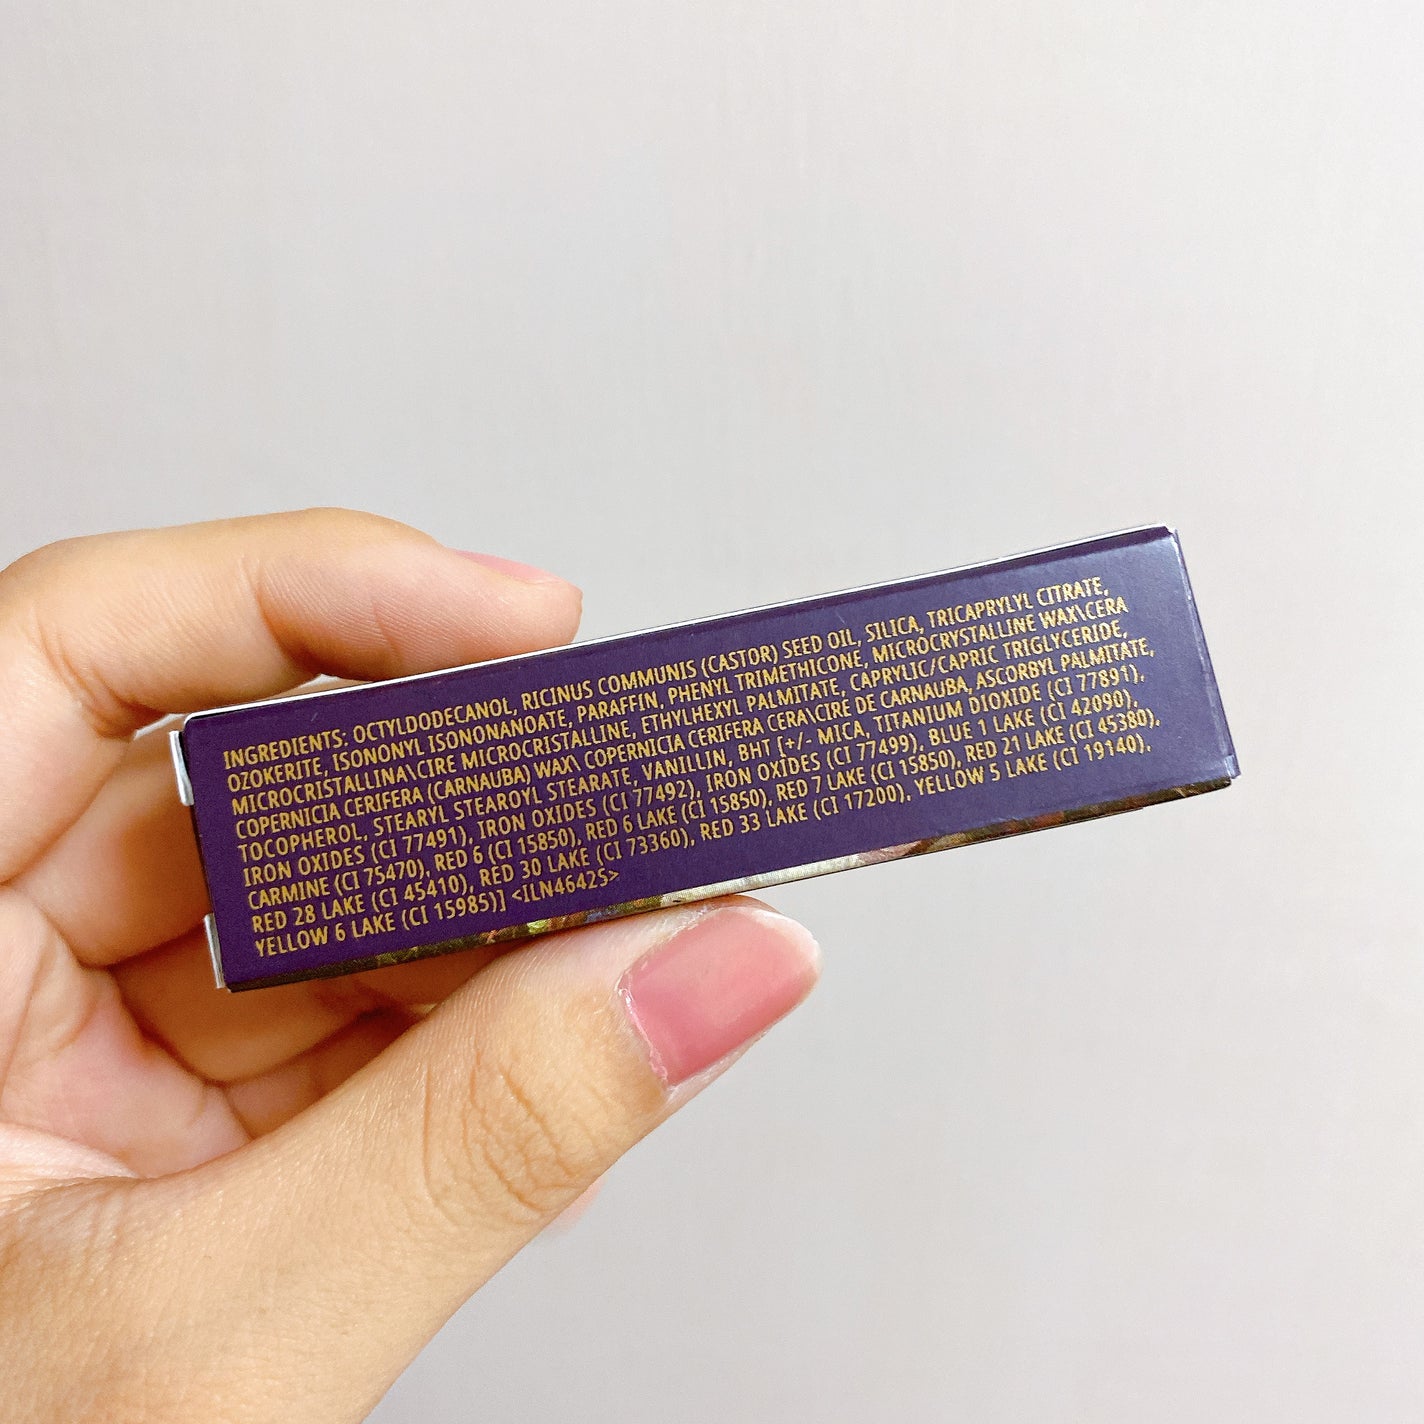 INGREDIENTS: OCTYLDODECANOL, RICINUS COMMUNIS (CASTOR) SEED OIL, SILICA, TRICAPRYLYL CITRATE,
OZOKERITE, ISONONYL ISONONANOATE, PARAFFIN, PHENYL TRIMETHICONE, MICROCRYSTALLINE WAX\CERA
MICROCRISTALLINA\CIRE MICROCRISTALLINE, ETHYLHEXYL PALMITATE, CAPRYLIC/CAPRIC TRIGLYCERIDE,
COPERNICIA CERIFERA (CARNAUBA) WAX\ COPERNICIA CERIFERA CERA\CIRE DE CARNAUBA, ASCORBYL PALMITATE,
TOCOPHEROL, STEARYL STEAROYL STEARATE, VANILLIN, BHT [+/- MICA, TITANIUM DIOXIDE (CI 77891),
IRON OXIDES (CI 77491), IRON OXIDES (CI 77492), IRON OXIDES (CI 77499), BLUE 1 LAKE (CI 42090),
CARMINE (CI 75470), RED 6 (CI 15850), RED 6 LAKE (CI 15850), RED 7 LAKE (CI 15850), RED 21 LAKE (CI 45380),
RED 28 LAKE (CI 45410), RED 30 LAKE (CI 73360), RED 33 LAKE (CI 17200), YELLOW 5 LAKE (CI 19140),
YELLOW 6 LAKE (CI 15985)] <ILN46425>